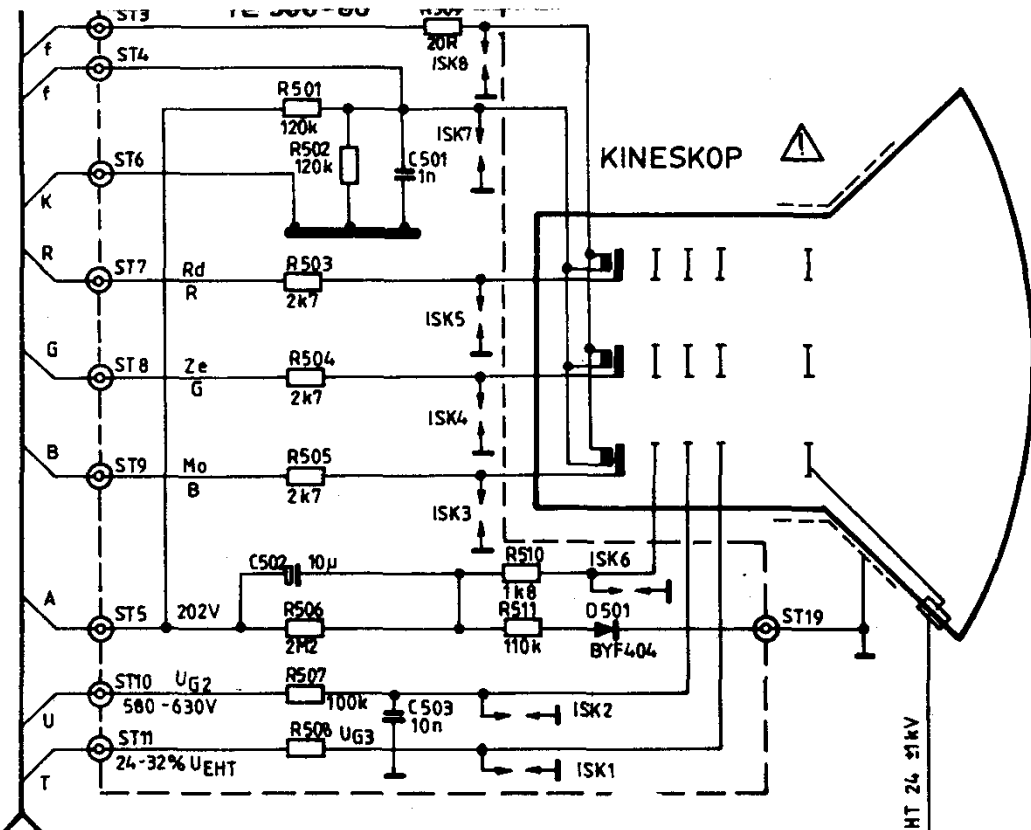 ST3
20R
ISK8
f
ST4
f
R501
120k
R502
120k
C501
1n
ISK7
KINESKOP
ST6
K
R
ST7
Rd
R
R503
2k7
ISK5
G
ST8
Ze
G
R504
2k7
ISK4
B
ST9
Mo
B
R505
2k7
ISK3
C502
10µ
R510
1k8
ISK6
A
ST5
202V
R506
2M2
R511
110k
D501
BYF404
ST19
ST10
UG2
580-630V
R507
100k
C503
10n
ISK2
U
ST11
24-32% UEHT
R508
UG3
ISK1
T
HT 24 ±1kV